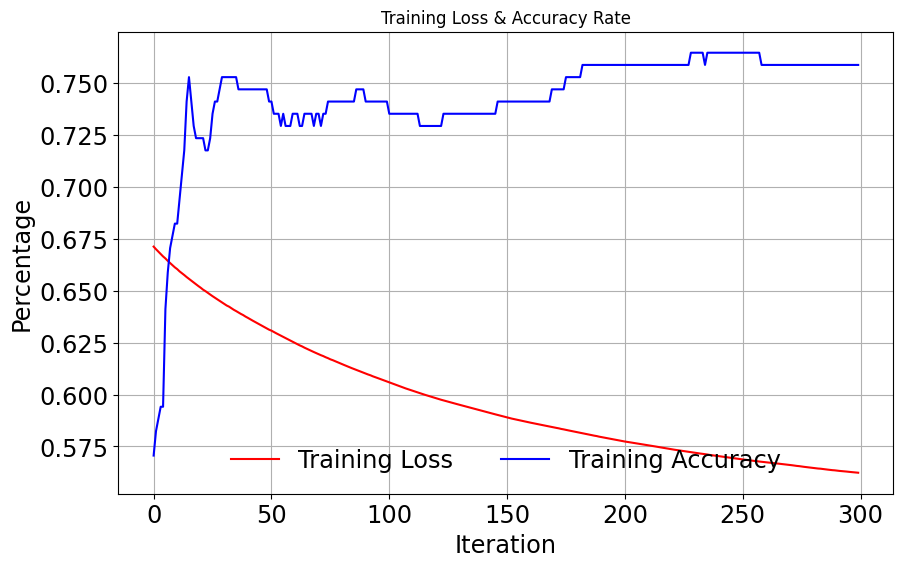 Training Loss & Accuracy Rate
Percentage
0.750
0.725
0.700
0.675
0.650
0.625
0.600
0.575
Training Loss
Training Accuracy
0 50 100 150 200 250 300
Iteration